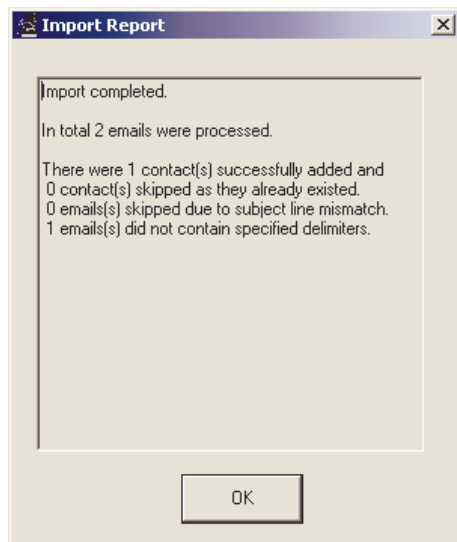 Import Report
Import completed.
In total 2 emails were processed.
There were 1 contact(s) successfully added and
0 contact(s) skipped as they already existed.
0 emails(s) skipped due to subject line mismatch.
1 emails(s) did not contain specified delimiters.
OK